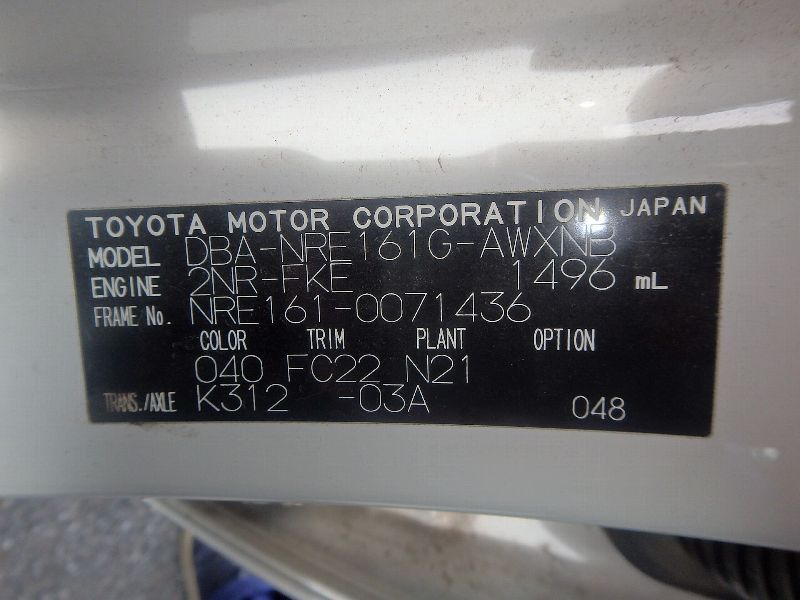 TOYOTA MOTOR CORPORATION JAPAN
MODEL DBA-NRE161G-AWXNB
ENGINE 2NR-FKE 1496 mL
FRAME No. NRE161-0071436
COLOR TRIM PLANT OPTION
040 FC22 N21
TRANS./AXLE K312 -03A 048